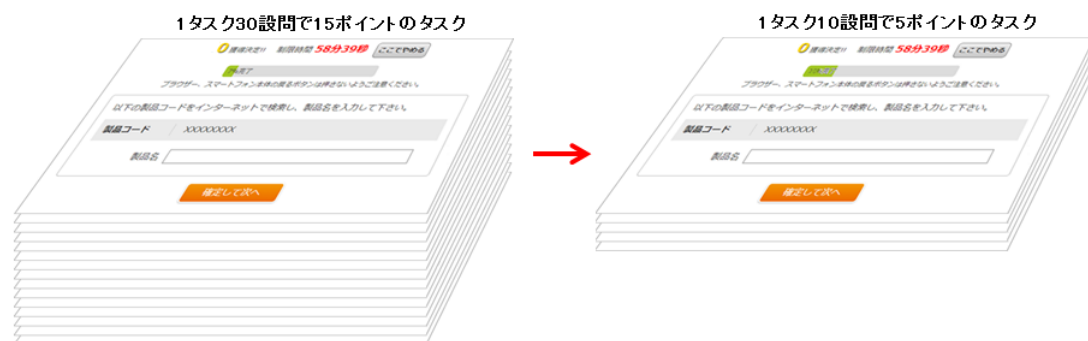 1タスク30設問で15ポイントのタスク
0 獲得決定!! 制限時間 58分39秒 ここでやめる
ブラウザー、スマートフォン本体の戻るボタンは押さないようご注意ください。
以下の製品コードをインターネットで検索し、製品名を入力して下さい。
製品コード XXXXXXXX
製品名
確定して次へ
1タスク10設問で5ポイントのタスク
0 獲得決定!! 制限時間 58分39秒 ここでやめる
ブラウザー、スマートフォン本体の戻るボタンは押さないようご注意ください。
以下の製品コードをインターネットで検索し、製品名を入力して下さい。
製品コード XXXXXXXX
製品名
確定して次へ